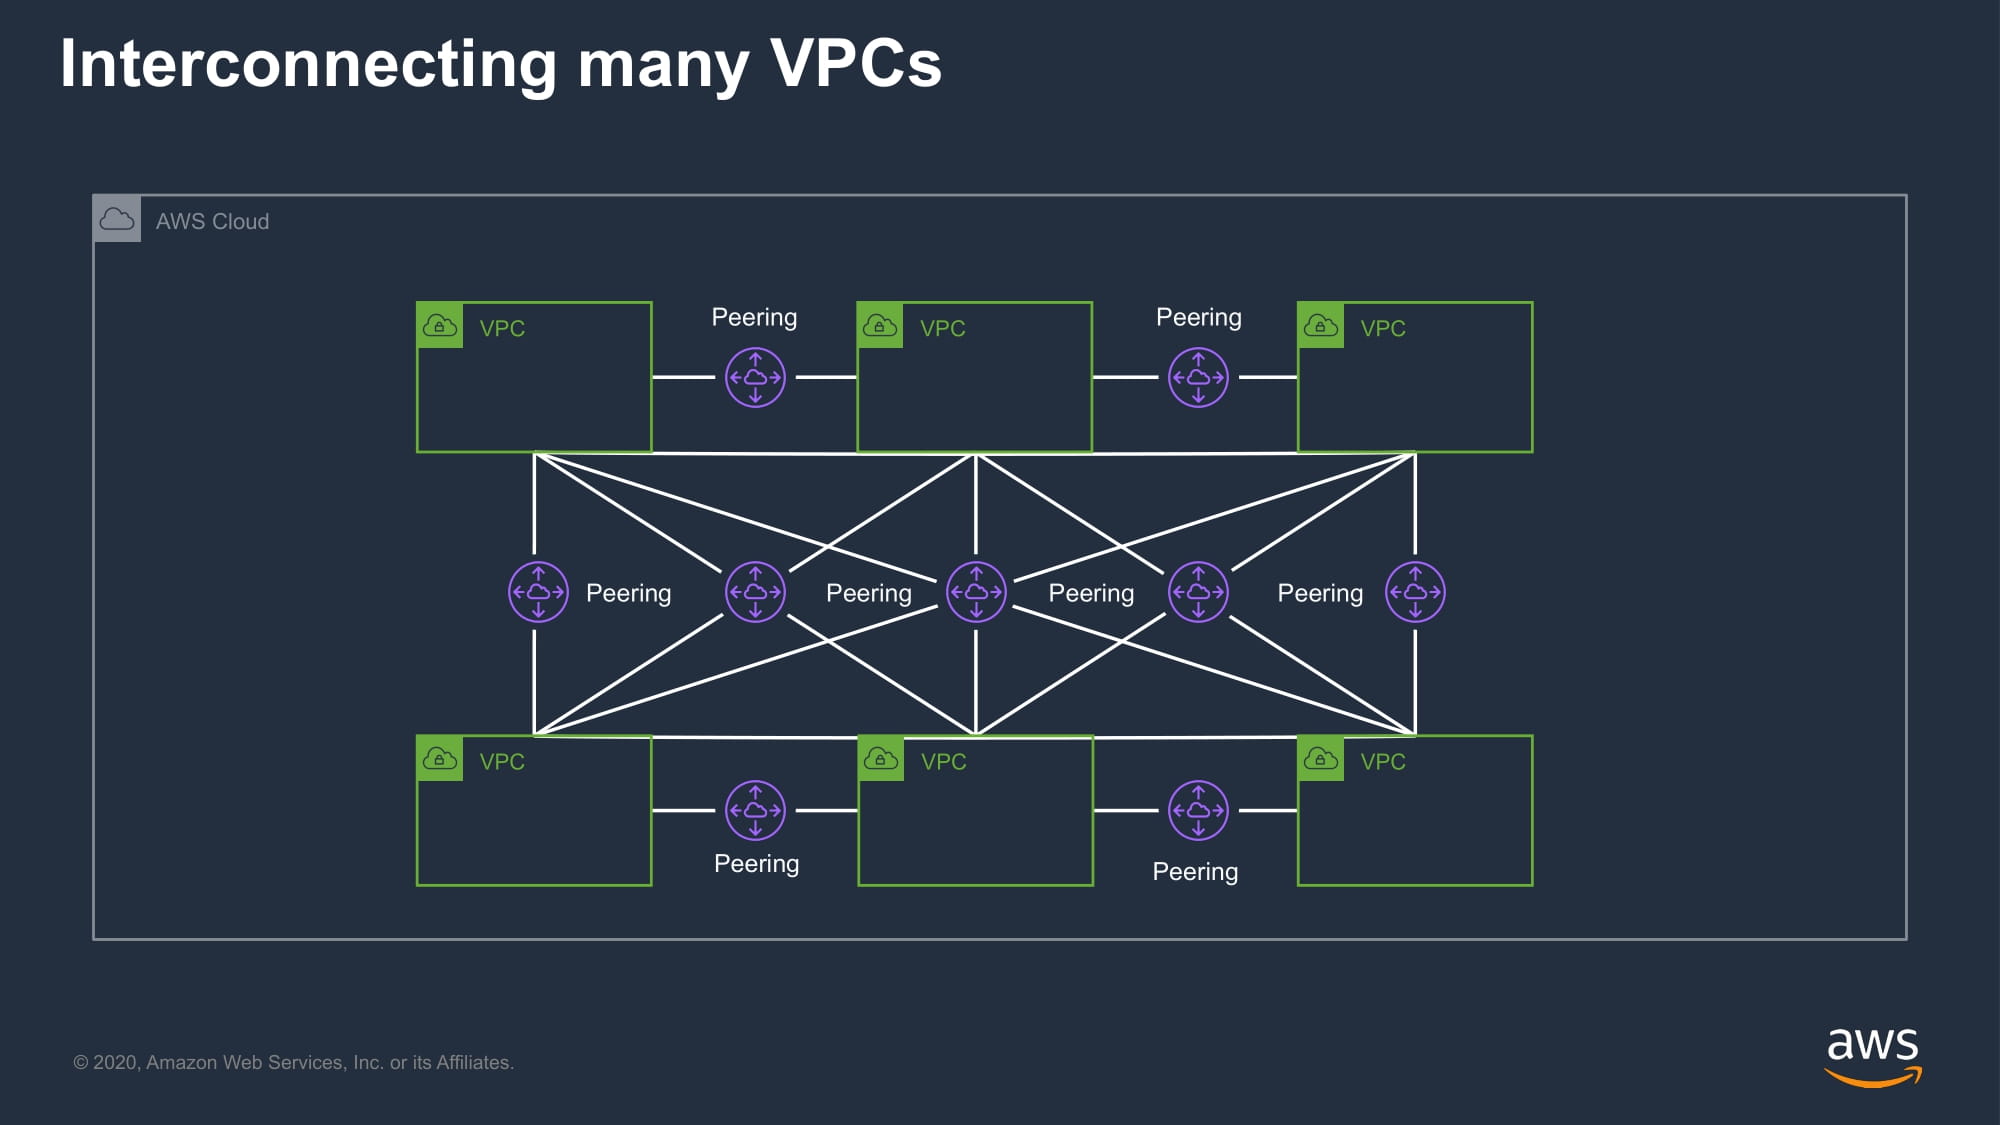 Interconnecting many VPCs
AWS Cloud
Peering
Peering
VPC
VPC
VPC
Peering
Peering
Peering
Peering
VPC
VPC
VPC
Peering
Peering
© 2020, Amazon Web Services, Inc. or its Affiliates.
aws